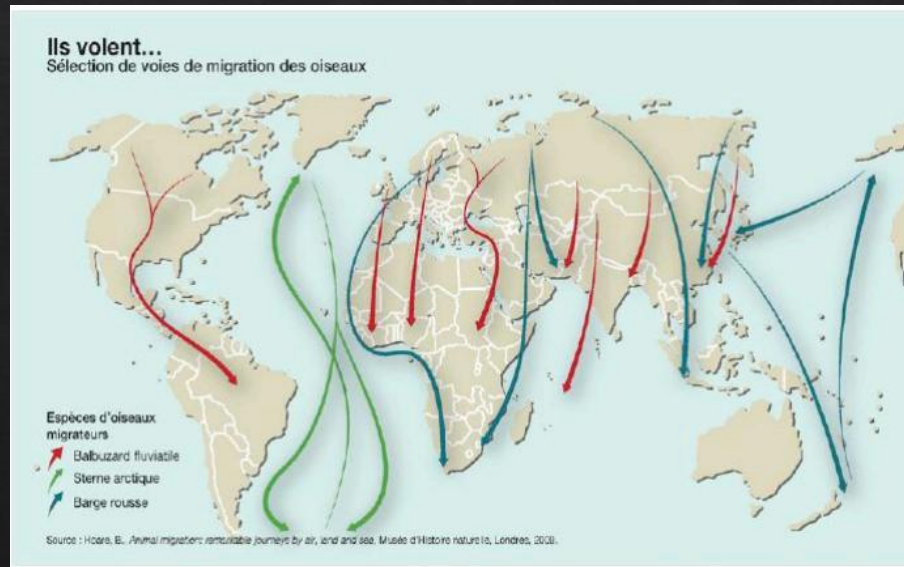 Ils volent...
Sélection de voies de migration des oiseaux
Espèces d'oiseaux
migrateurs
Balbuzard fluviatile
Sterne arctique
Barge rousse
Source : Hoare, B. Animal migration: remarkable journeys by air, land and sea. Musée d'Histoire naturelle, Londres, 2009.